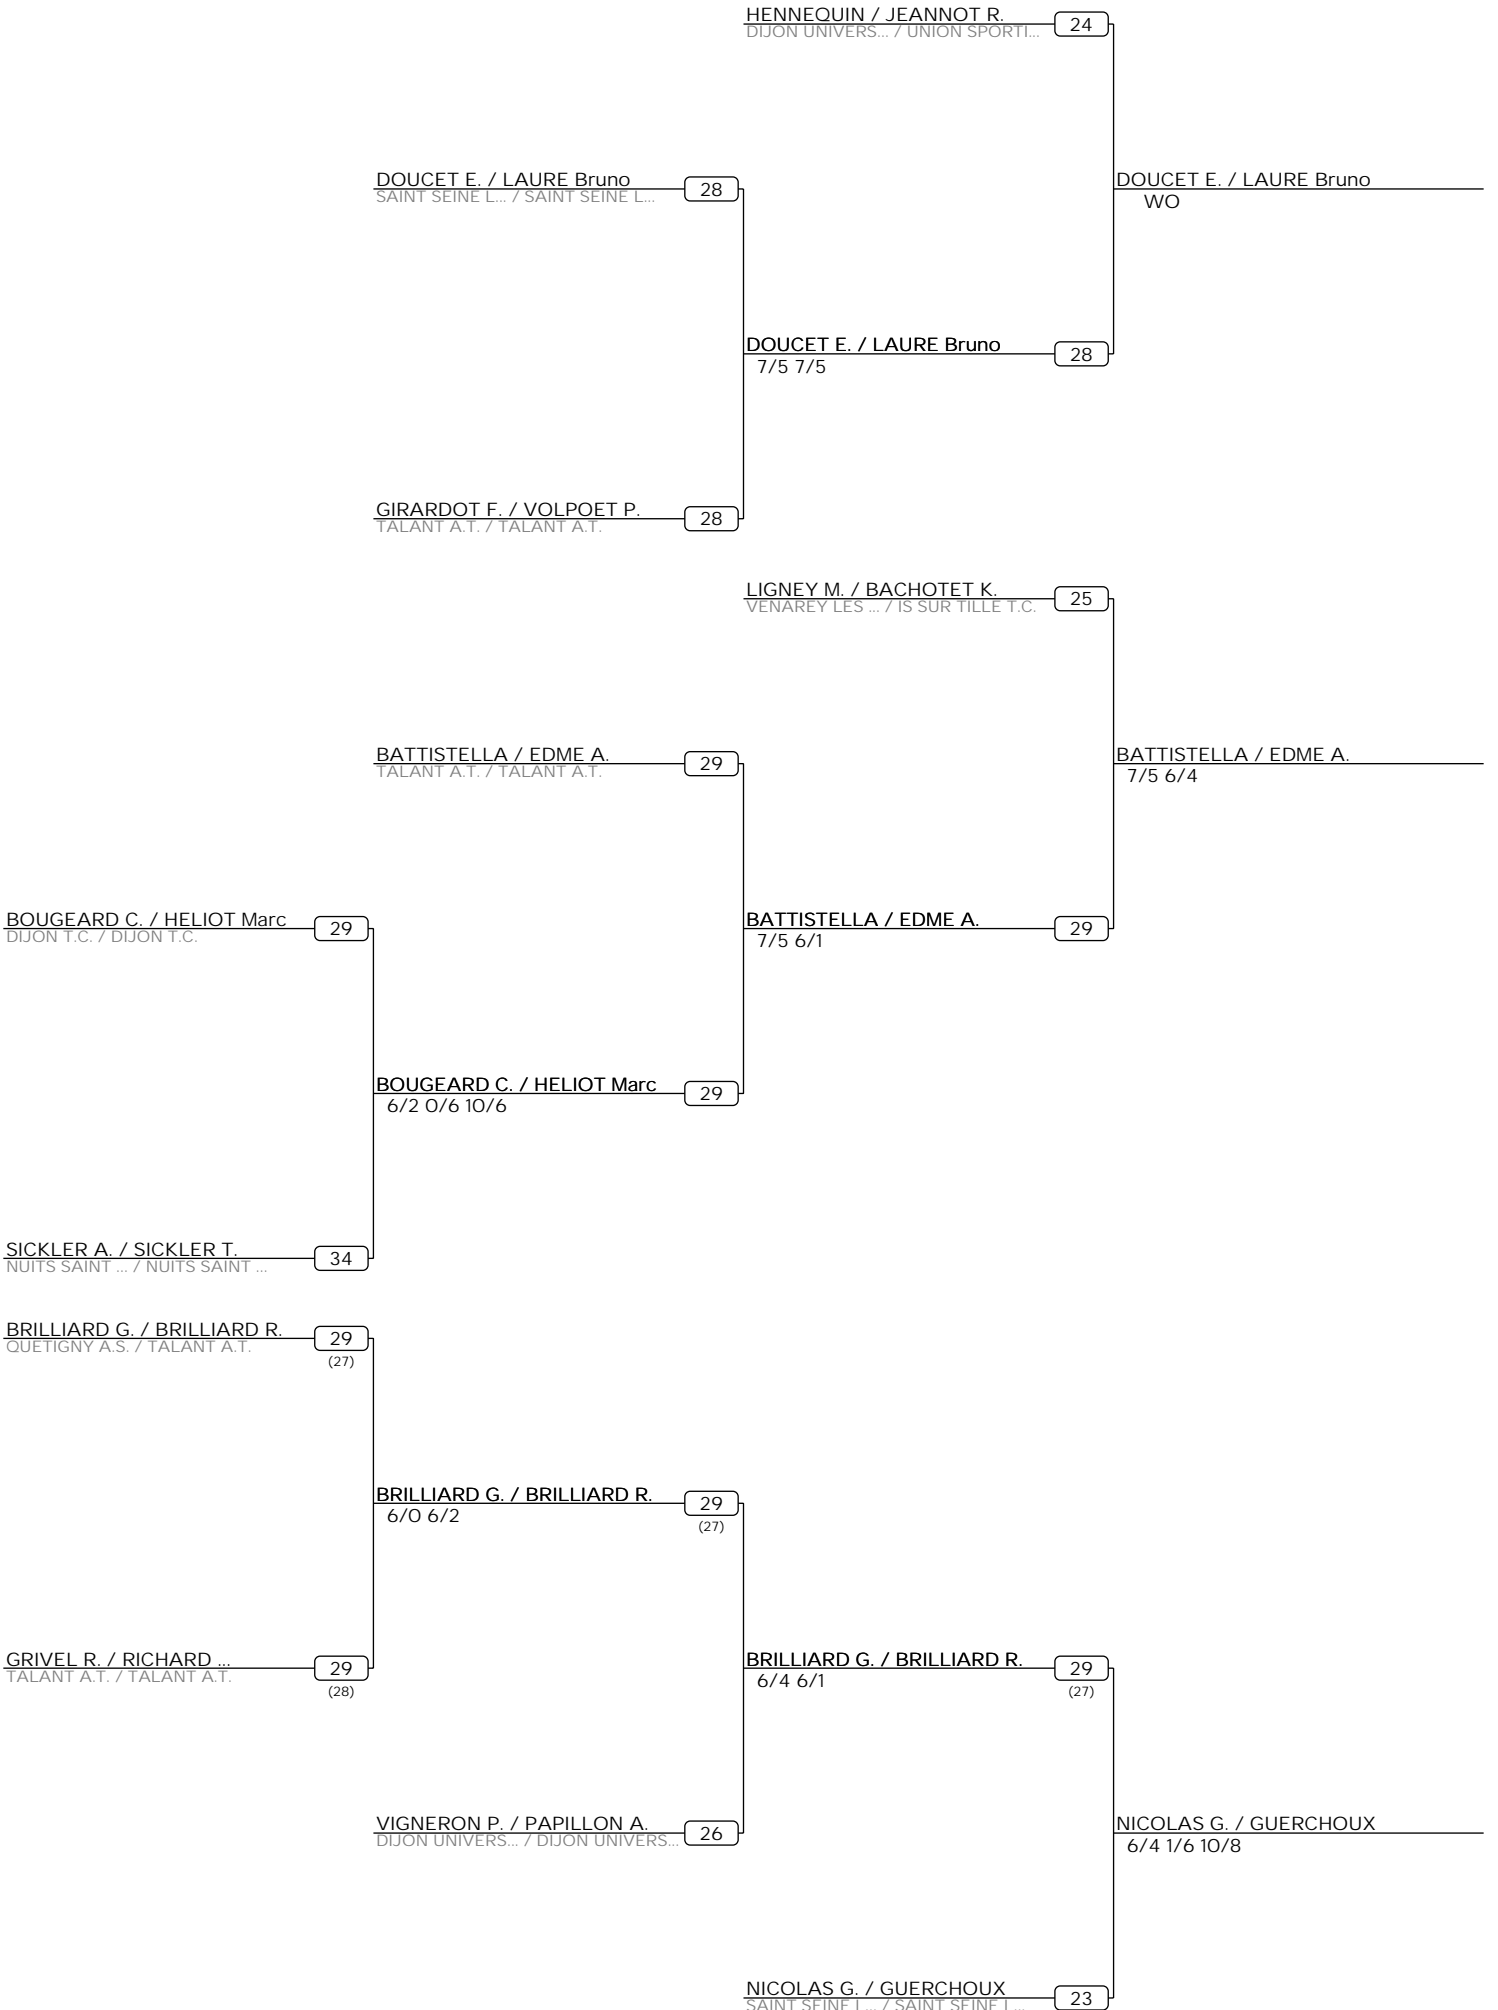 HENNEQUIN / JEANNOT R.
DIJON UNIVERS... / UNION SPORTI...
24
DOUCET E. / LAURE Bruno
SAINT SEINE L... / SAINT SEINE L...
28
DOUCET E. / LAURE Bruno
WO
DOUCET E. / LAURE Bruno
7/5 7/5
28
GIRARDOT F. / VOLPOET P.
TALANT A.T. / TALANT A.T.
28
LIGNEY M. / BACHOTET K.
VENAREY LES ... / IS SUR TILLE T.C.
25
BATTISTELLA / EDME A.
TALANT A.T. / TALANT A.T.
29
BATTISTELLA / EDME A.
7/5 6/4
BOUGEARD C. / HELIOT Marc
DIJON T.C. / DIJON T.C.
29
BATTISTELLA / EDME A.
7/5 6/1
29
BOUGEARD C. / HELIOT Marc
6/2 0/6 10/6
29
SICKLER A. / SICKLER T.
NUITS SAINT ... / NUITS SAINT ...
34
BRILLIARD G. / BRILLIARD R.
QUETIGNY A.S. / TALANT A.T.
29
(27)
BRILLIARD G. / BRILLIARD R.
6/0 6/2
29
(27)
GRIVEL R. / RICHARD ...
TALANT A.T. / TALANT A.T.
29
(28)
BRILLIARD G. / BRILLIARD R.
6/4 6/1
29
(27)
VIGNERON P. / PAPILLON A.
DIJON UNIVERS... / DIJON UNIVERS...
26
NICOLAS G. / GUERCHOUX
6/4 1/6 10/8
NICOLAS G. / GUERCHOUX
SAINT SEINE L... / SAINT SEINE L...
23